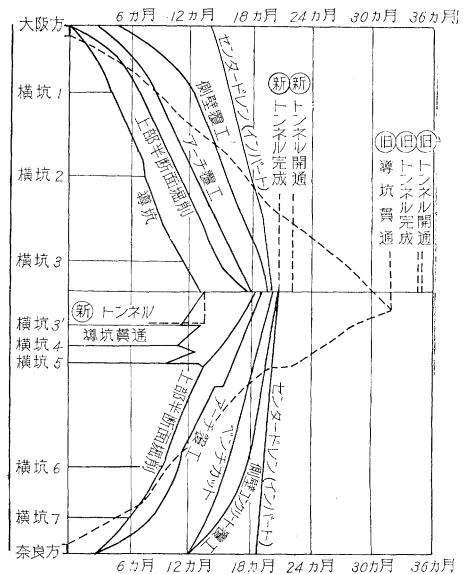 6カ月 12カ月 18カ月 24カ月 30カ月 36カ月
大阪方
横坑1
横坑2
横坑3
横坑3'
横坑4
横坑5
横坑6
横坑7
奈良方
センタードレン(インバート)
側壁覆工
アーチ覆工
上部半断面掘削
導坑
新 トンネル完成
新 トンネル開通
旧 導坑貫通
旧 トンネル完成
旧 トンネル開通
新 トンネル
導坑貫通
上部半断面掘削
アーチ覆工
ベンチカット
側壁コンクリート覆工
センタードレン(インバート)
6カ月 12カ月 18カ月 24カ月 30カ月 36カ月